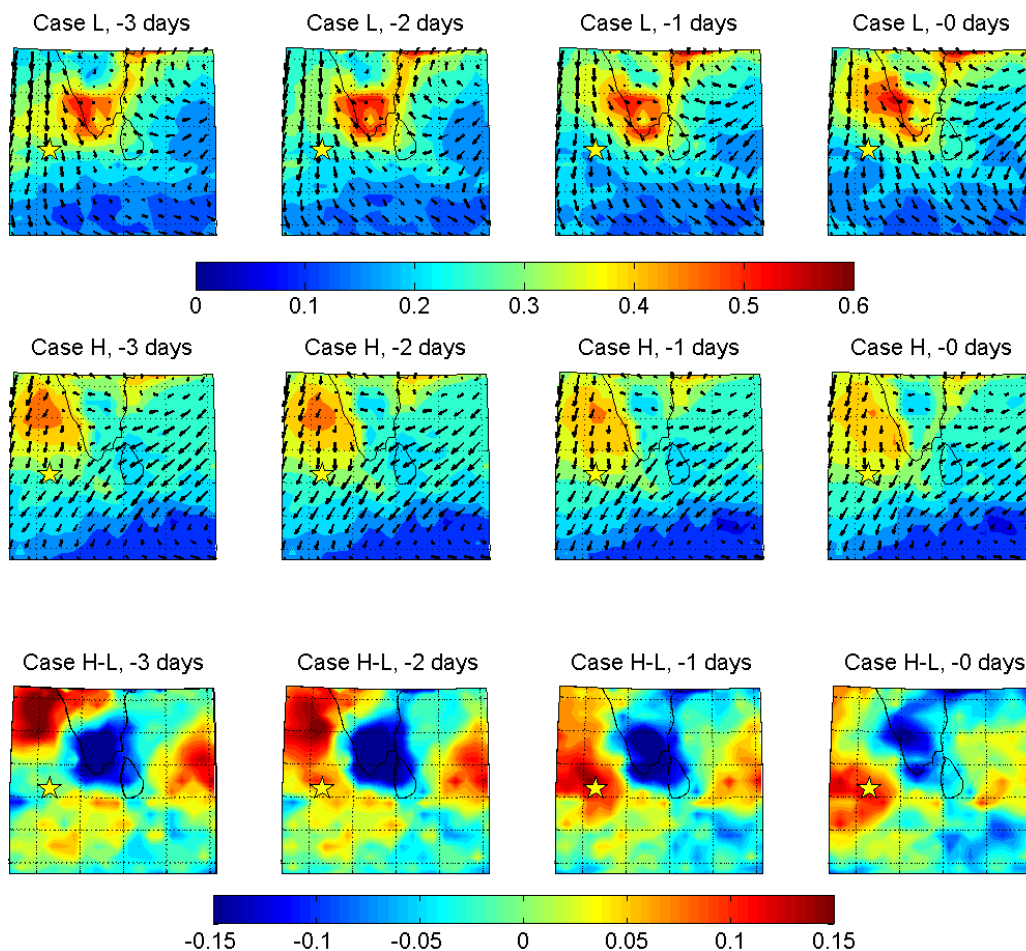 Case L, -3 days
Case L, -2 days
Case L, -1 days
Case L, -0 days
0 0.1 0.2 0.3 0.4 0.5 0.6
Case H, -3 days
Case H, -2 days
Case H, -1 days
Case H, -0 days
Case H-L, -3 days
Case H-L, -2 days
Case H-L, -1 days
Case H-L, -0 days
-0.15 -0.1 -0.05 0 0.05 0.1 0.15